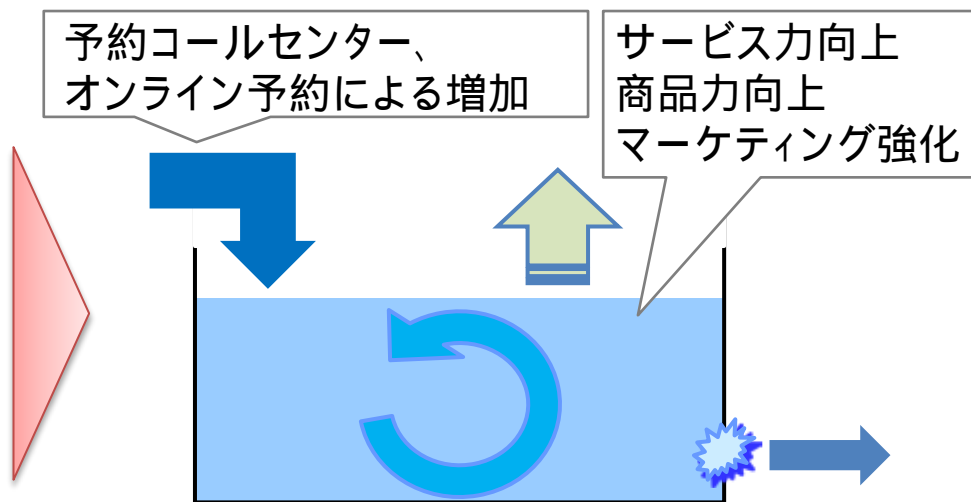 予約コールセンター、
オンライン予約による増加
サービス力向上
商品力向上
マーケティング強化